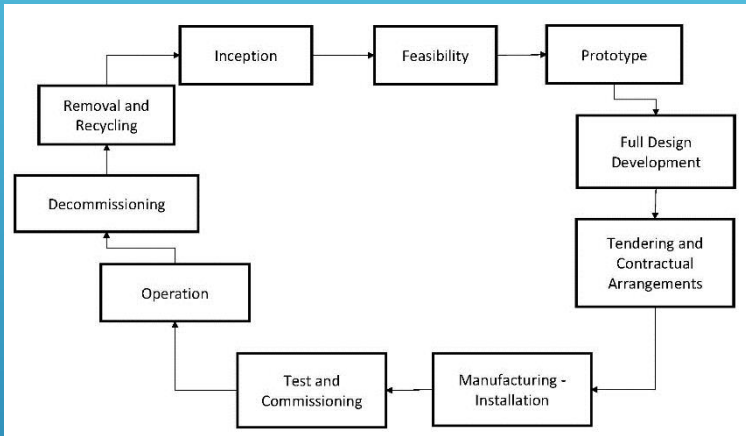 Inception
Feasibility
Prototype
Full Design
Development
Tendering and
Contractual
Arrangements
Manufacturing -
Installation
Test and
Commissioning
Operation
Decommissioning
Removal and
Recycling